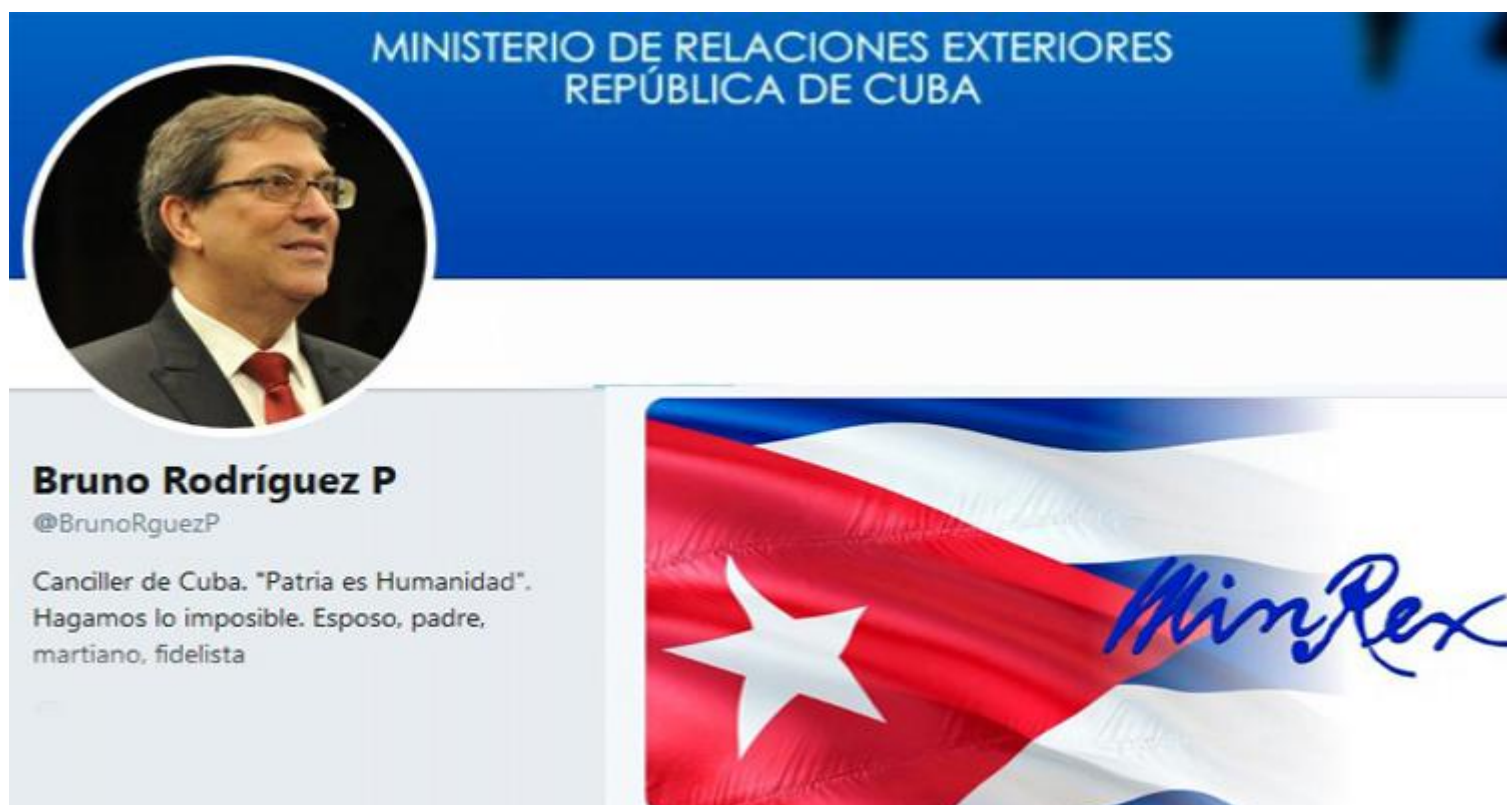 MINISTERIO DE RELACIONES EXTERIORES
REPÚBLICA DE CUBA
Bruno Rodríguez P
@BrunoRguezP
Canciller de Cuba. "Patria es Humanidad".
Hagamos lo imposible. Esposo, padre,
martiano, fidelista
MinRex